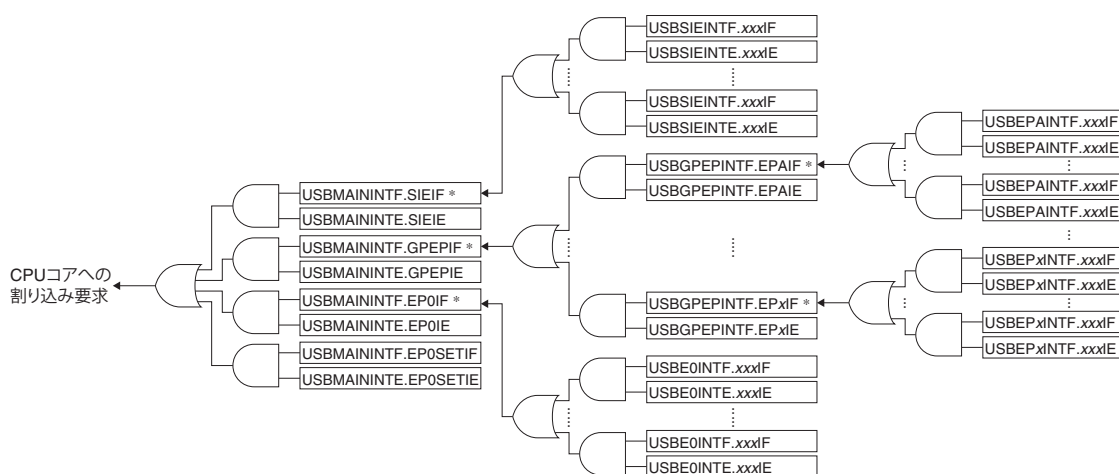 USBSIEINTF.xxxIF
USBSIEINTE.xxxIE
USBSIEINTF.xxxIF
USBSIEINTE.xxxIE
USBEPAINTF.xxxIF
USBEPAINTE.xxxIE
USBEPAINTF.xxxIF
USBEPAINTE.xxxIE
USBGPEPINTF.EPAIF *
USBGPEPINTF.EPAIE
USBMAININTF.SIEIF *
USBMAININTE.SIEIE
USBMAININTF.GPEPIF *
USBMAININTE.GPEPIE
CPUコアへの
割り込み要求
USBMAININTF.EP0IF *
USBMAININTE.EP0IE
USBMAININTF.EP0SETIF
USBMAININTE.EP0SETIE
USBGPEPINTF.EPxIF *
USBGPEPINTF.EPxIE
USBEPxINTF.xxxIF
USBEPxINTE.xxxIE
USBEPxINTF.xxxIF
USBEPxINTF.xxxIE
USBE0INTF.xxxIF
USBE0INTE.xxxIE
USBE0INTF.xxxIF
USBE0INTE.xxxIE